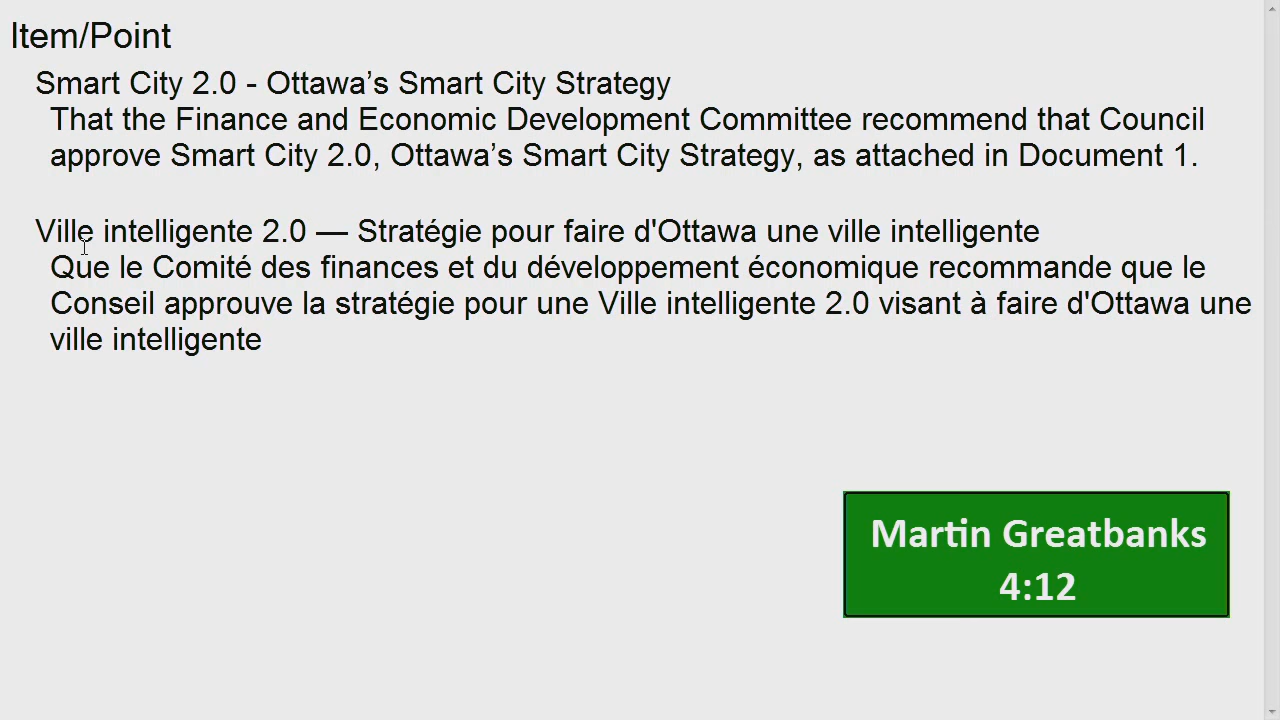 Item/Point
Smart City 2.0 - Ottawa’s Smart City Strategy
That the Finance and Economic Development Committee recommend that Council
approve Smart City 2.0, Ottawa’s Smart City Strategy, as attached in Document 1.
Ville intelligente 2.0 — Stratégie pour faire d'Ottawa une ville intelligente
Que le Comité des finances et du développement économique recommande que le
Conseil approuve la stratégie pour une Ville intelligente 2.0 visant à faire d'Ottawa une
ville intelligente
Martin Greatbanks
4:12